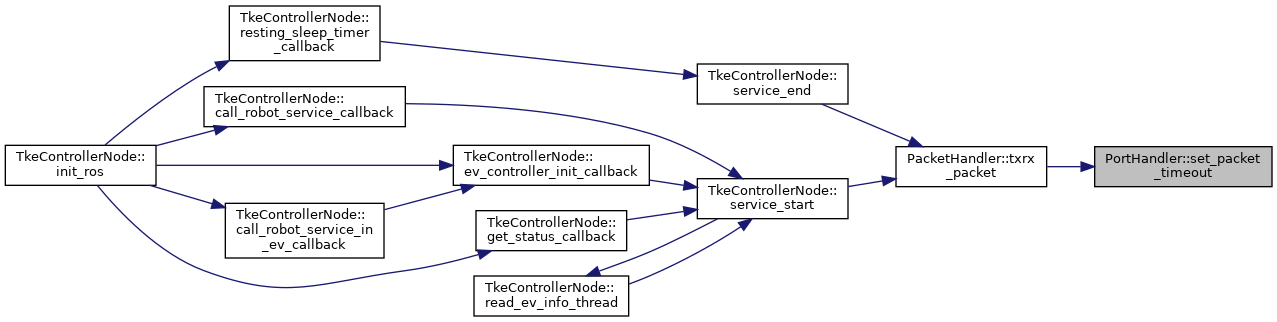 TkeControllerNode::
resting_sleep_timer
_callback
TkeControllerNode::
service_end
TkeControllerNode::
call_robot_service_callback
TkeControllerNode::
init_ros
TkeControllerNode::
ev_controller_init_callback
PacketHandler::txrx
_packet
PortHandler::set_packet
_timeout
TkeControllerNode::
service_start
TkeControllerNode::
call_robot_service_in
_ev_callback
TkeControllerNode::
get_status_callback
TkeControllerNode::
read_ev_info_thread